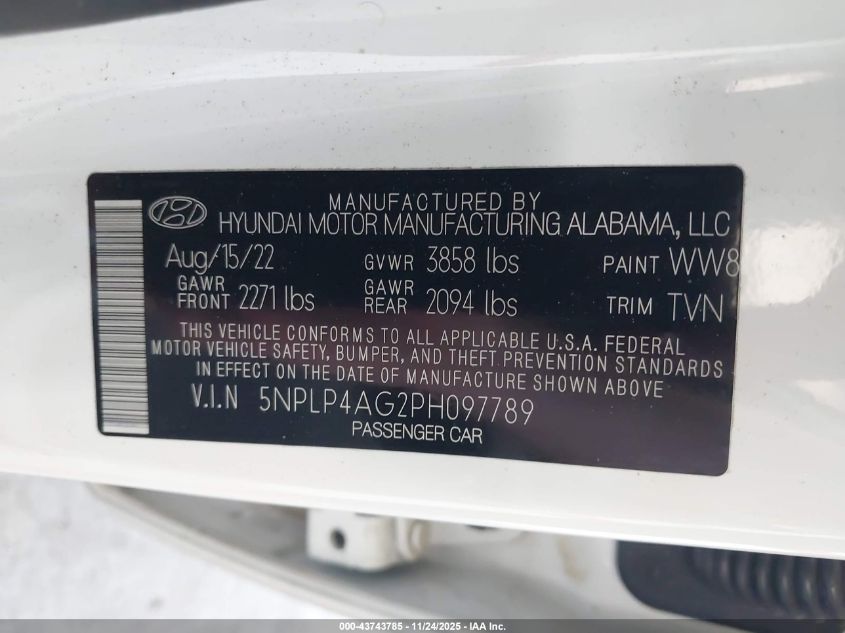 MANUFACTURED BY
HYUNDAI MOTOR MANUFACTURING ALABAMA, LLC
Aug/15/22 GVWR 3858 lbs PAINT WW8
GAWR FRONT 2271 lbs GAWR REAR 2094 lbs TRIM TVN
THIS VEHICLE CONFORMS TO ALL APPLICABLE U.S.A. FEDERAL
MOTOR VEHICLE SAFETY, BUMPER, AND THEFT PREVENTION STANDARDS
IN EFFECT ON THE DATE OF MANUFACTURE SHOWN ABOVE
V.I.N 5NPLP4AG2PH097789
PASSENGER CAR
000-43743785 - 11/24/2025 - IAA Inc.